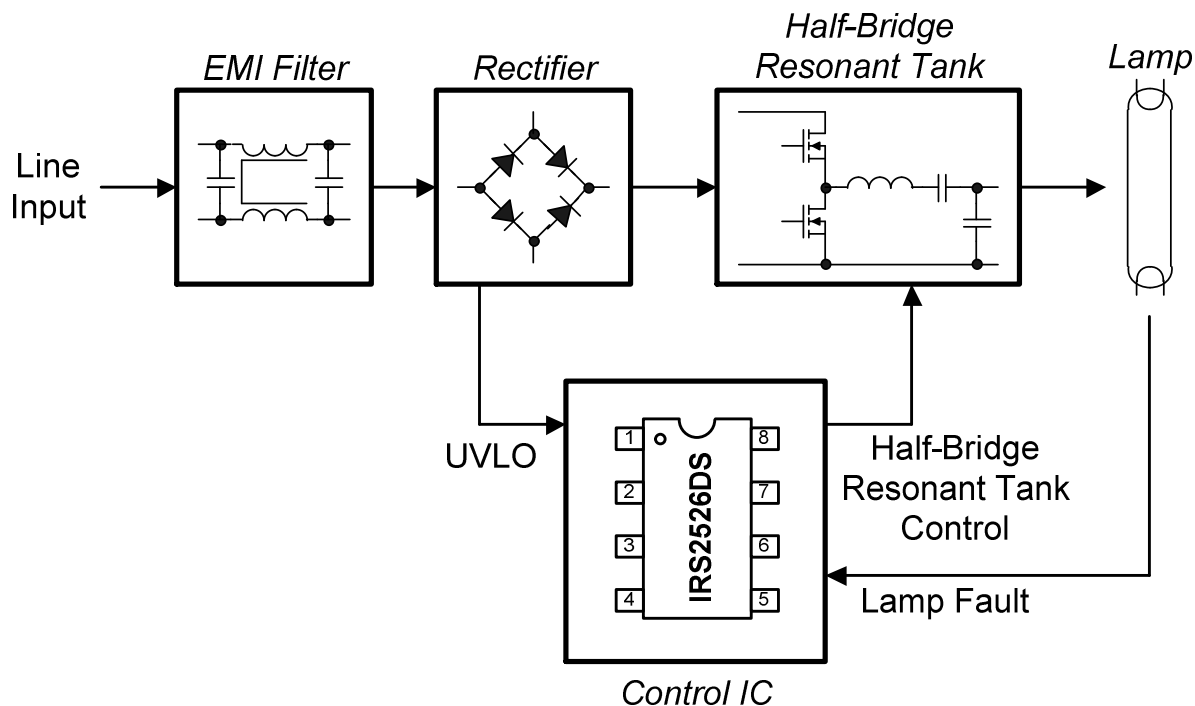 EMI Filter
Rectifier
Half-Bridge
Resonant Tank
Lamp
Line
Input
UVLO
1
2
3
4
8
7
6
5
IRS2526DS
Half-Bridge
Resonant Tank
Control
Lamp Fault
Control IC